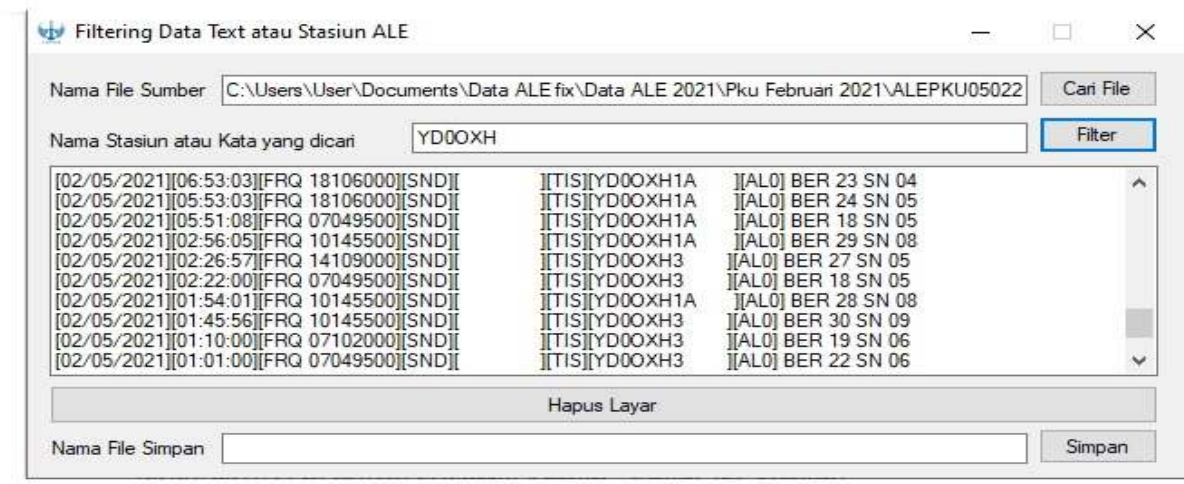 Filtering Data Text atau Stasiun ALE
Nama File Sumber C:\Users\User\Documents\Data ALE fix\Data ALE 2021\Pku Februari 2021\ALEPKU05022 Cari File
Nama Stasiun atau Kata yang dicari YD0OXH Filter
[02/05/2021][06:53:03][FRQ 18106000][SND][ ][TIS][YD0OXH1A ][AL0] BER 23 SN 04
[02/05/2021][05:53:03][FRQ 18106000][SND][ ][TIS][YD0OXH1A ][AL0] BER 24 SN 05
[02/05/2021][05:51:08][FRQ 07049500][SND][ ][TIS][YD0OXH1A ][AL0] BER 18 SN 05
[02/05/2021][02:56:05][FRQ 10145500][SND][ ][TIS][YD0OXH1A ][AL0] BER 29 SN 08
[02/05/2021][02:26:57][FRQ 14109000][SND][ ][TIS][YD0OXH3 ][AL0] BER 27 SN 05
[02/05/2021][02:22:00][FRQ 07049500][SND][ ][TIS][YD0OXH3 ][AL0] BER 18 SN 05
[02/05/2021][01:54:01][FRQ 10145500][SND][ ][TIS][YD0OXH1A ][AL0] BER 28 SN 08
[02/05/2021][01:45:56][FRQ 10145500][SND][ ][TIS][YD0OXH3 ][AL0] BER 30 SN 09
[02/05/2021][01:10:00][FRQ 07102000][SND][ ][TIS][YD0OXH3 ][AL0] BER 19 SN 06
[02/05/2021][01:01:00][FRQ 07049500][SND][ ][TIS][YD0OXH3 ][AL0] BER 22 SN 06
Hapus Layar
Nama File Simpan Simpan